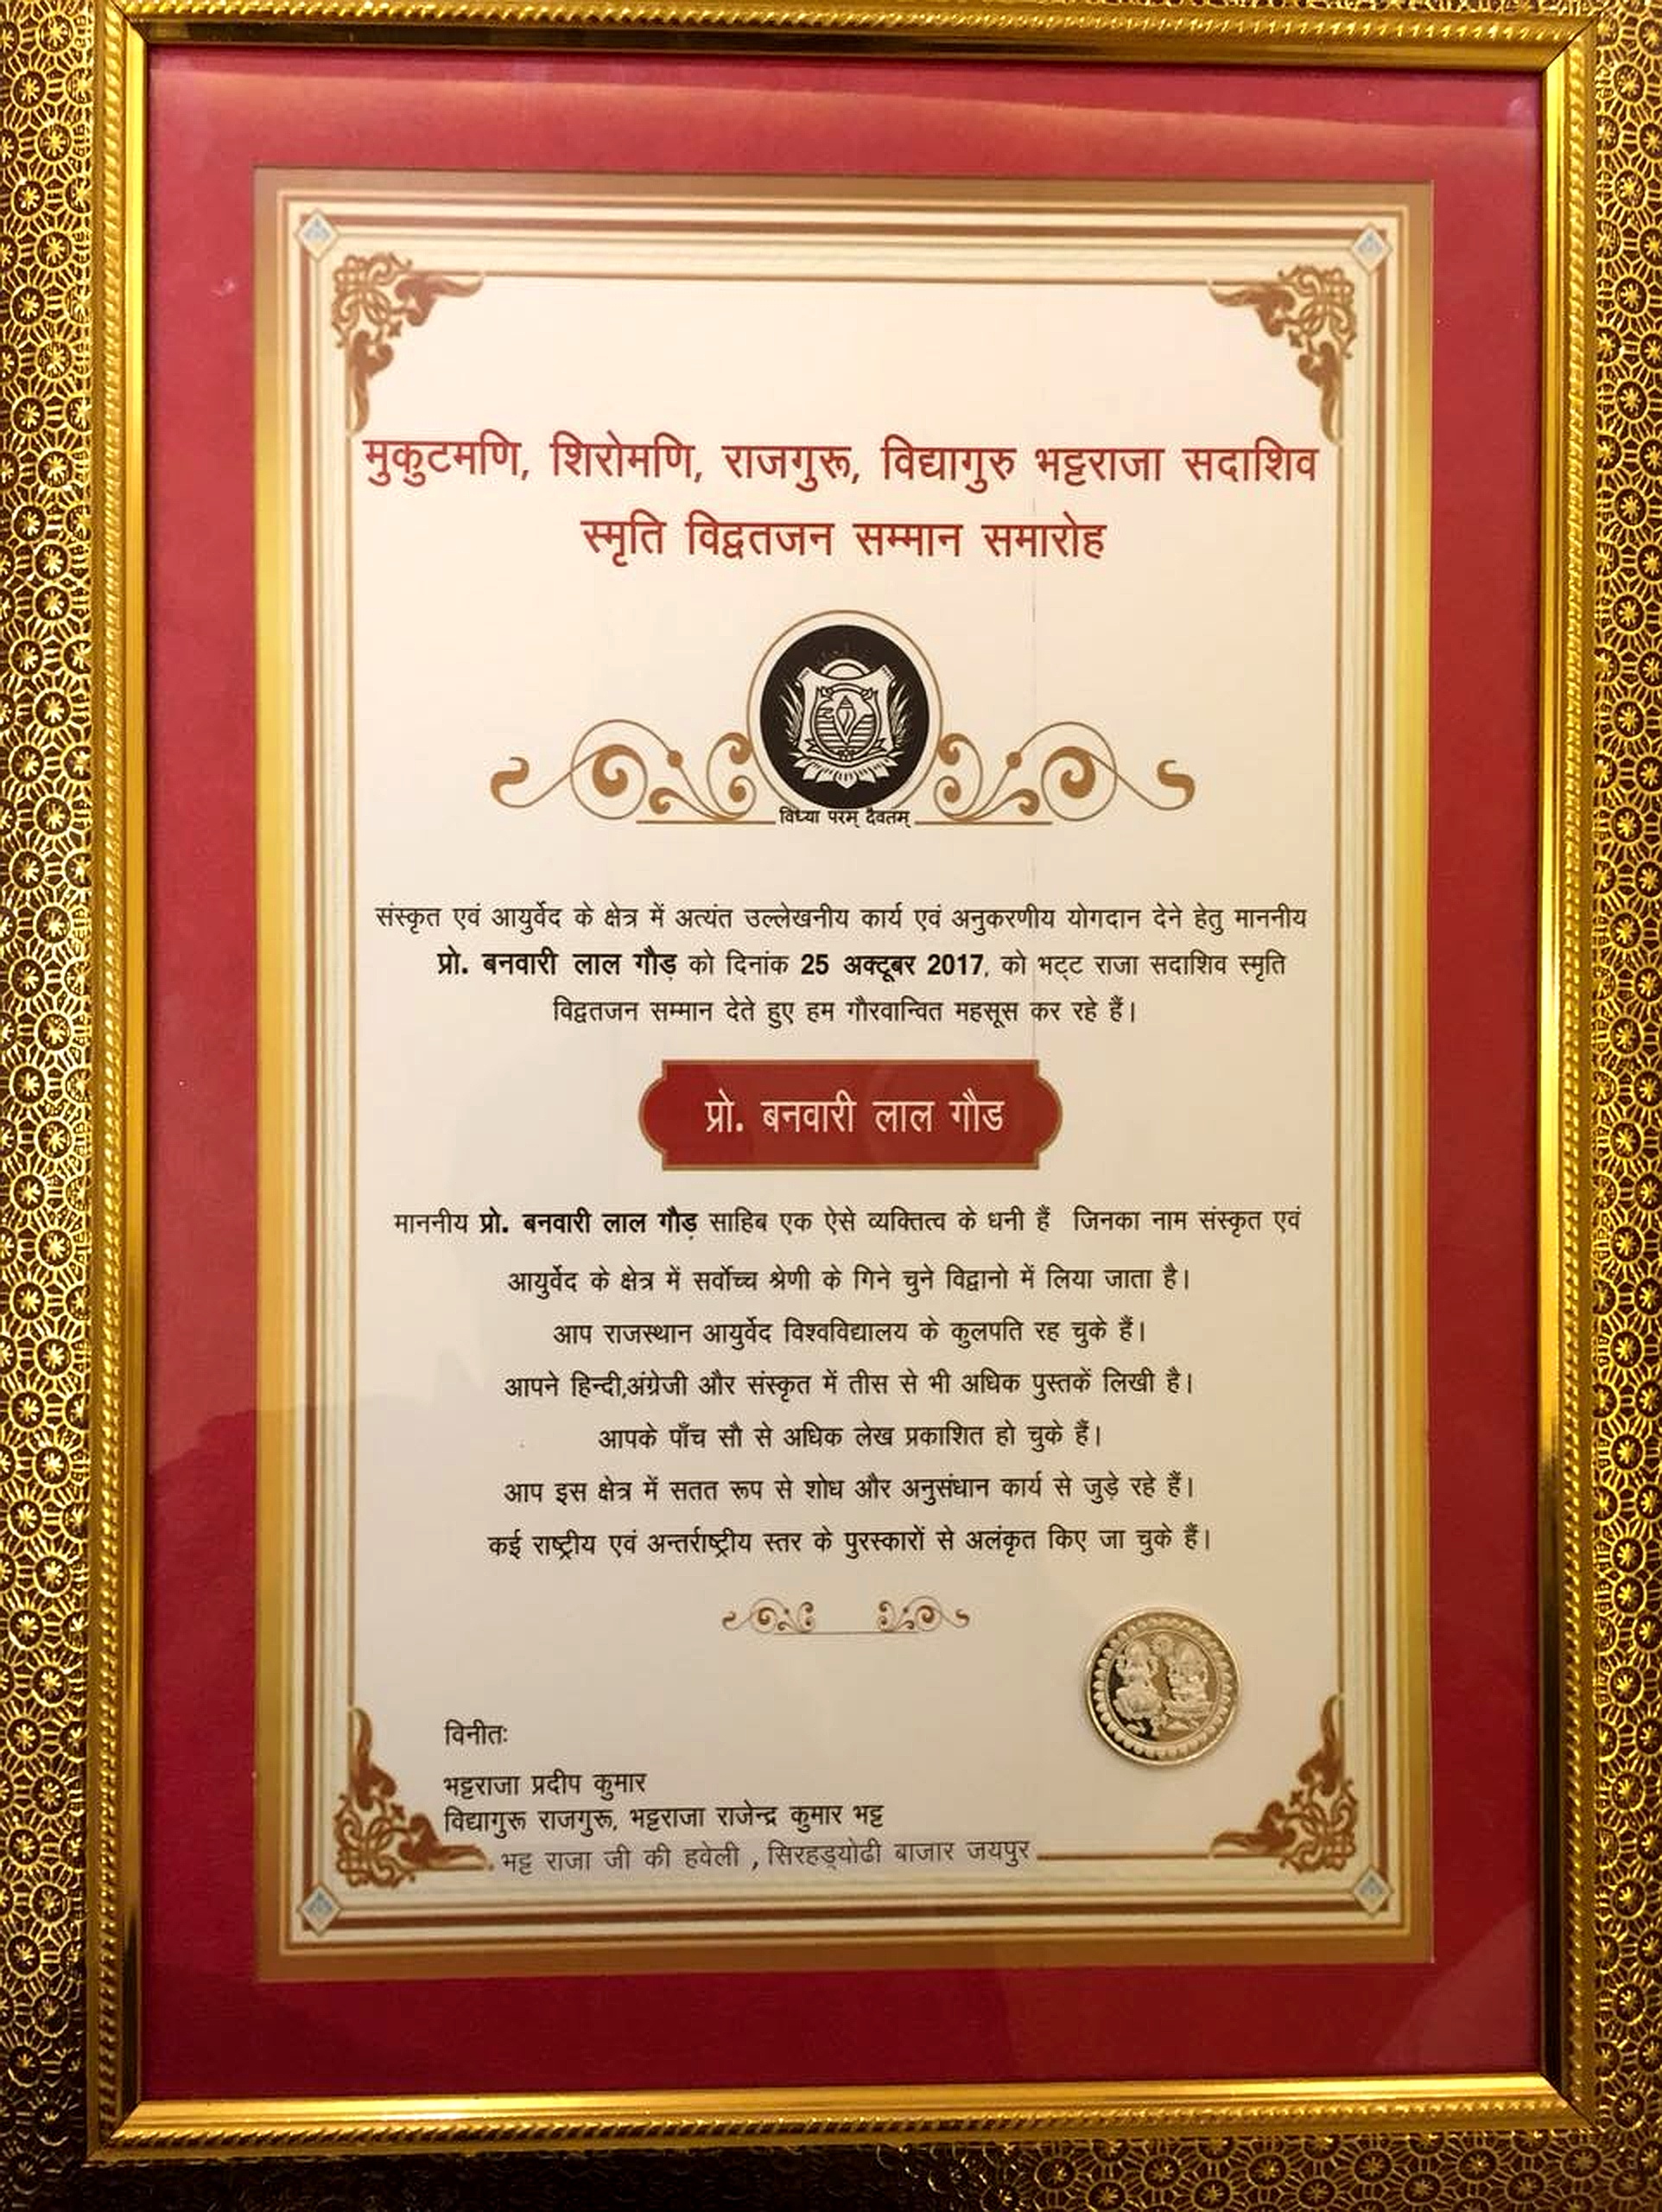 मुकुटमणि, शिरोमणि, राजगुरू, विद्यागुरु भट्टराजा सदाशिव
स्मृति विद्वतजन सम्मान समारोह
विध्या परम् दैवतम्
संस्कृत एवं आयुर्वेद के क्षेत्र में अत्यंत उल्लेखनीय कार्य एवं अनुकरणीय योगदान देने हेतु माननीय
प्रो. बनवारी लाल गौड़ को दिनांक 25 अक्टूबर 2017, को भट्ट राजा सदाशिव स्मृति
विद्वतजन सम्मान देते हुए हम गौरवान्वित महसूस कर रहे हैं।
प्रो. बनवारी लाल गौड
माननीय प्रो. बनवारी लाल गौड़ साहिब एक ऐसे व्यक्तित्व के धनी हैं जिनका नाम संस्कृत एवं
आयुर्वेद के क्षेत्र में सर्वोच्च श्रेणी के गिने चुने विद्वानो में लिया जाता है।
आप राजस्थान आयुर्वेद विश्वविद्यालय के कुलपति रह चुके हैं।
आपने हिन्दी,अंग्रेजी और संस्कृत में तीस से भी अधिक पुस्तकें लिखी है।
आपके पाँच सौ से अधिक लेख प्रकाशित हो चुके हैं।
आप इस क्षेत्र में सतत रूप से शोध और अनुसंधान कार्य से जुड़े रहे हैं।
कई राष्ट्रीय एवं अन्तर्राष्ट्रीय स्तर के पुरस्कारों से अलंकृत किए जा चुके हैं।
विनीतः
भट्टराजा प्रदीप कुमार
विद्यागुरू राजगुरू, भट्टराजा राजेन्द्र कुमार भट्ट
भट्ट राजा जी की हवेली , सिरहड्योढी बाजार जयपुर